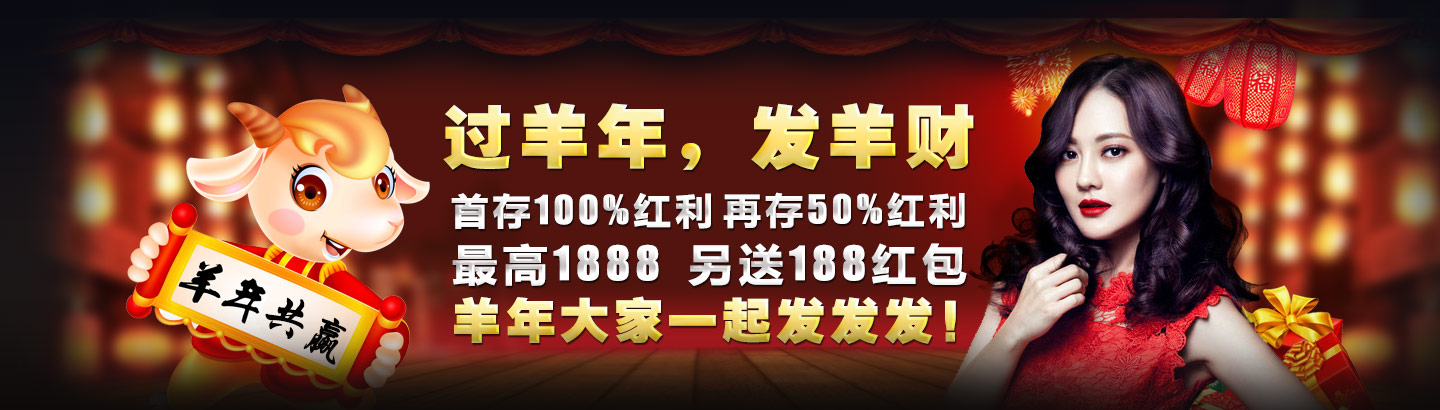 过羊年，发羊财
首存100%红利 再存50%红利
最高1888 另送188红包
羊年大家一起发发发!
羊年共赢
福